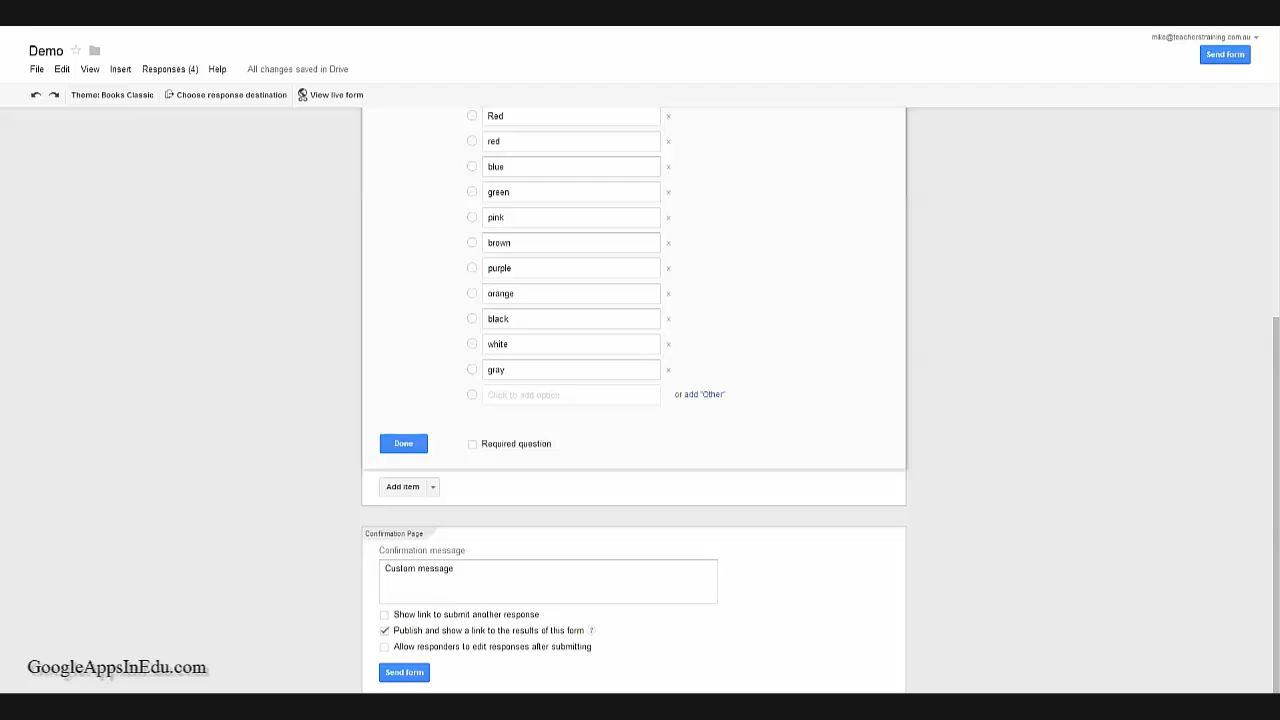 Demo
mike@teacherstraining.com.au
Send form
File Edit View Insert Responses (4) Help All changes saved in Drive
Theme: Books Classic Choose response destination View live form
Red
red
blue
green
pink
brown
purple
orange
black
white
gray
Click to add option
or add "Other"
Done
Required question
Add item
Confirmation Page
Confirmation message
Custom message
Show link to submit another response
Publish and show a link to the results of this form ?
Allow responders to edit responses after submitting
Send form
GoogleAppsInEdu.com